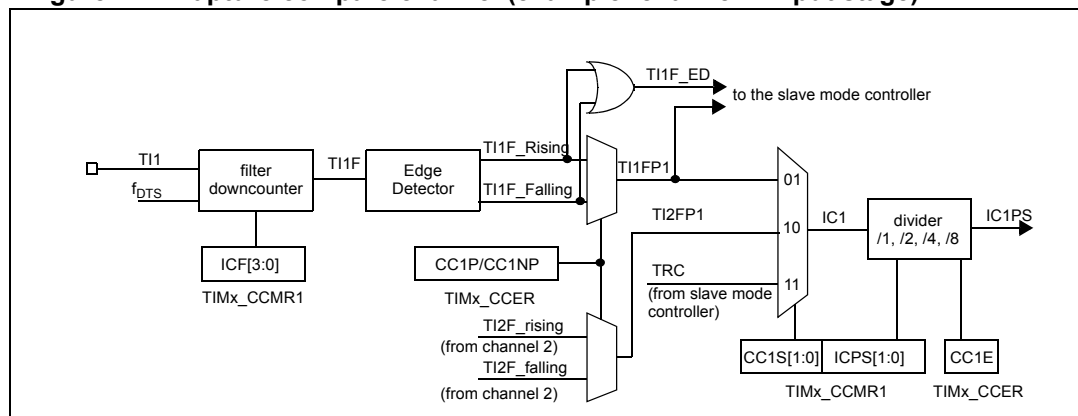 TI1F_ED
to the slave mode controller
TI1
fDTS
filter
downcounter
TI1F
Edge
Detector
TI1F_Rising
TI1F_Falling
TI1FP1
01
TI2FP1
10
IC1
divider
/1, /2, /4, /8
IC1PS
ICF[3:0]
TIMx_CCMR1
CC1P/CC1NP
TIMx_CCER
TRC
11
(from slave mode
controller)
TI2F_rising
(from channel 2)
TI2F_falling
(from channel 2)
CC1S[1:0]
ICPS[1:0]
CC1E
TIMx_CCMR1
TIMx_CCER